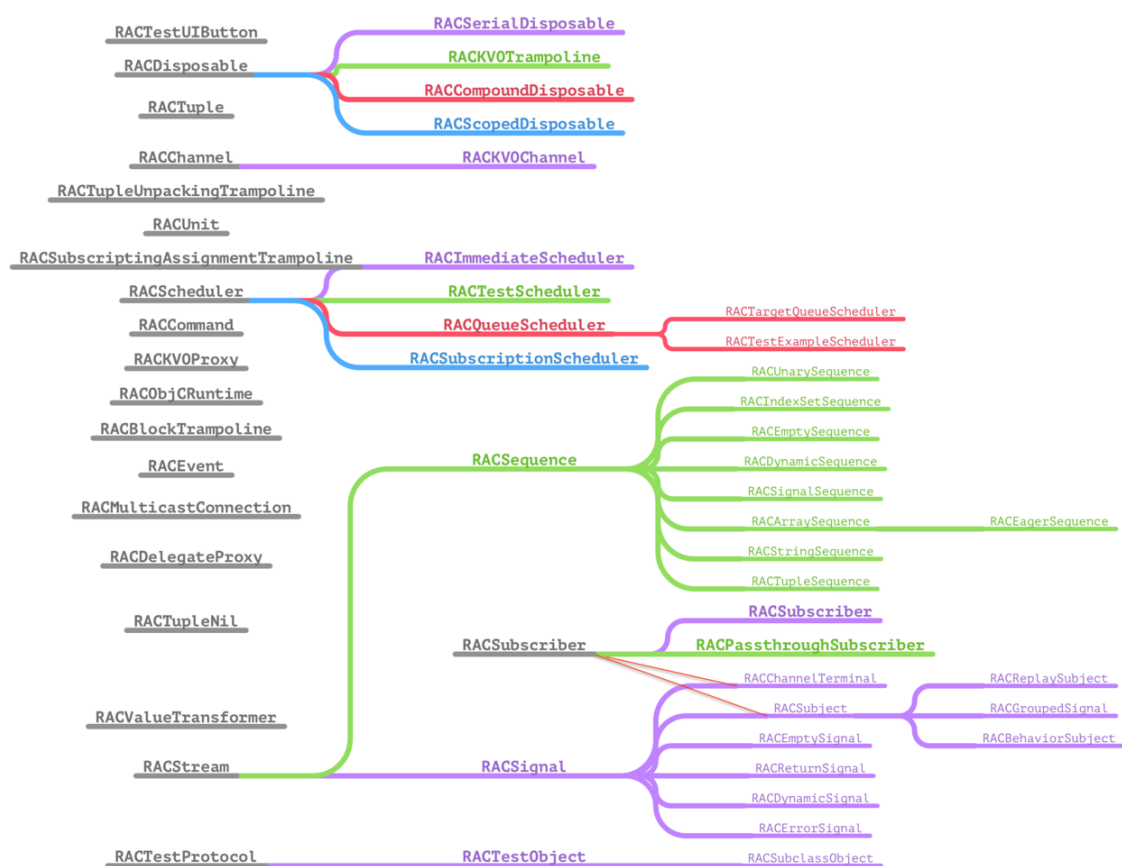 RACTestUIButton
RACDisposable
RACSerialDisposable
RACKVOTrampoline
RACCompoundDisposable
RACScopedDisposable
RACTuple
RACChannel
RACKVOChannel
RACTupleUnpackingTrampoline
RACUnit
RACSubscriptingAssignmentTrampoline
RACScheduler
RACImmediateScheduler
RACTestScheduler
RACQueueScheduler
RACTargetQueueScheduler
RACTestExampleScheduler
RACSubscriptionScheduler
RACCommand
RACKVOProxy
RACObjCRuntime
RACBlockTrampoline
RACEvent
RACMulticastConnection
RACDelegateProxy
RACTupleNil
RACValueTransformer
RACStream
RACSequence
RACUnarySequence
RACIndexSetSequence
RACEmptySequence
RACDynamicSequence
RACSignalSequence
RACArraySequence
RACEagerSequence
RACStringSequence
RACTupleSequence
RACSubscriber
RACSubscriber
RACPassthroughSubscriber
RACSignal
RACChannelTerminal
RACSubject
RACReplaySubject
RACGroupedSignal
RACBehaviorSubject
RACEmptySignal
RACReturnSignal
RACDynamicSignal
RACErrorSignal
RACTestProtocol
RACTestObject
RACSubclassObject